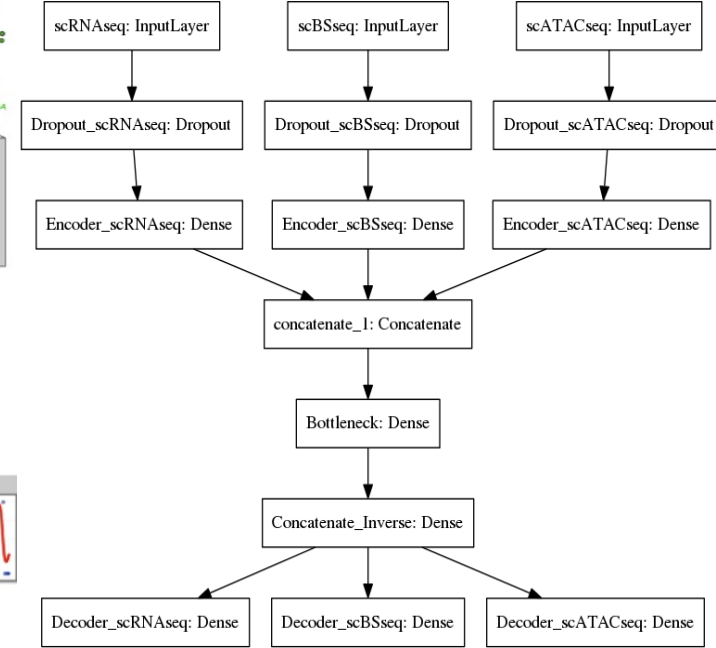 scRNAseq: InputLayer
scBSseq: InputLayer
scATACseq: InputLayer
Dropout_scRNAseq: Dropout
Dropout_scBSseq: Dropout
Dropout_scATACseq: Dropout
Encoder_scRNAseq: Dense
Encoder_scBSseq: Dense
Encoder_scATACseq: Dense
concatenate_1: Concatenate
Bottleneck: Dense
Concatenate_Inverse: Dense
Decoder_scRNAseq: Dense
Decoder_scBSseq: Dense
Decoder_scATACseq: Dense